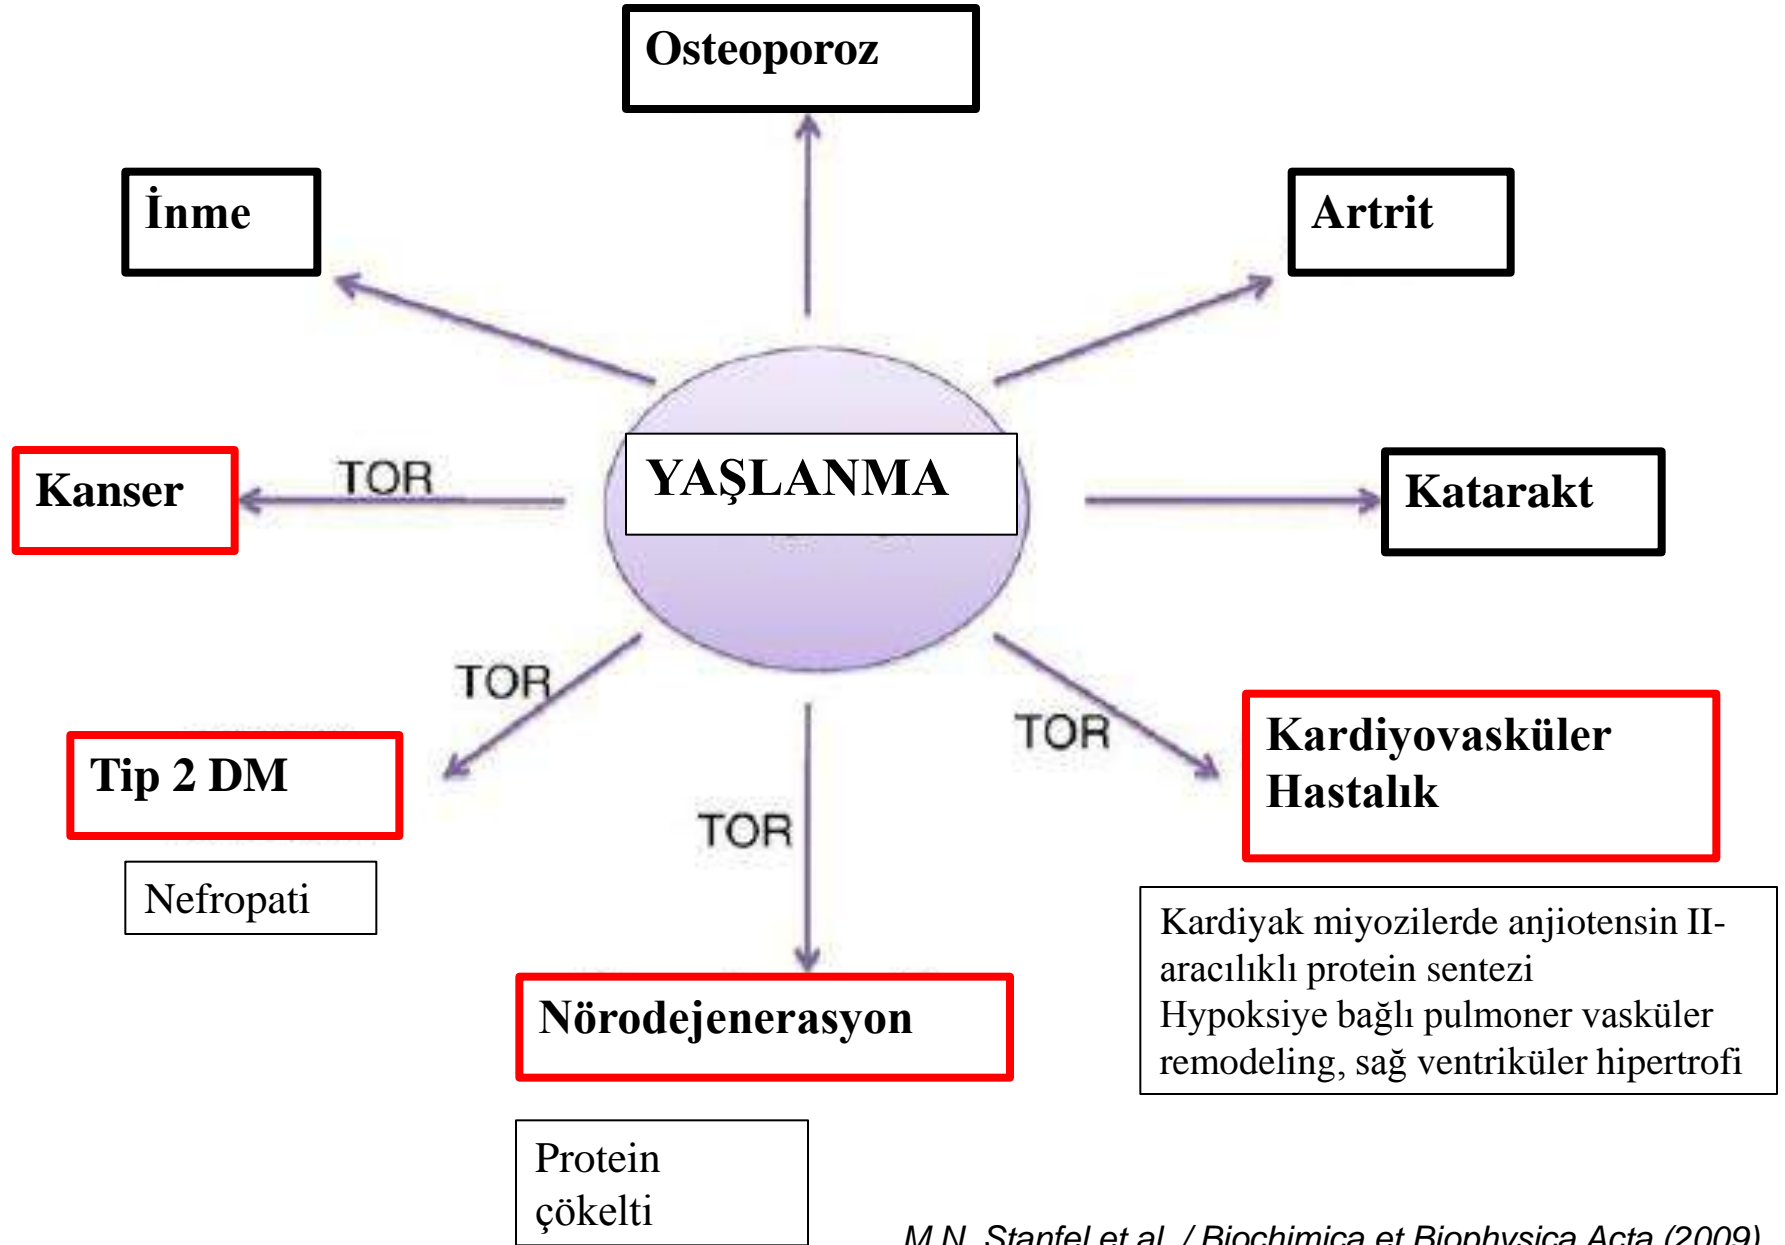 Osteoporoz
İnme
Artrit
Kanser
TOR
YAŞLANMA
Katarakt
TOR
TOR
Tip 2 DM
TOR
Kardiyovasküler
Hastalık
Nefropati
Kardiyak miyozilerde anjiotensin II-
aracılıklı protein sentezi
Hypoksiye bağlı pulmoner vasküler
remodeling, sağ ventriküler hipertrofi
Nörodejenerasyon
Protein
çökelti
M.N. Stanfel et al. / Biochimica et Biophysica Acta (2009)